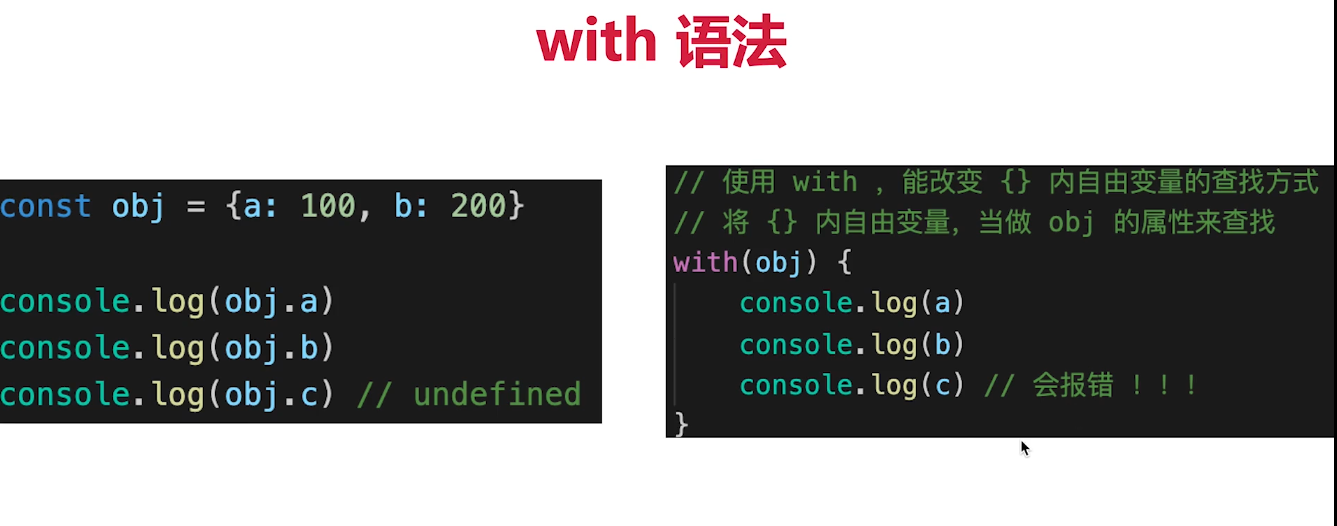 with 语法
const obj = {a: 100, b: 200}
console.log(obj.a)
console.log(obj.b)
console.log(obj.c) // undefined
// 使用 with ，能改变 {} 内自由变量的查找方式
// 将 {} 内自由变量，当做 obj 的属性来查找
with(obj) {
    console.log(a)
    console.log(b)
    console.log(c) // 会报错 ！！！
}